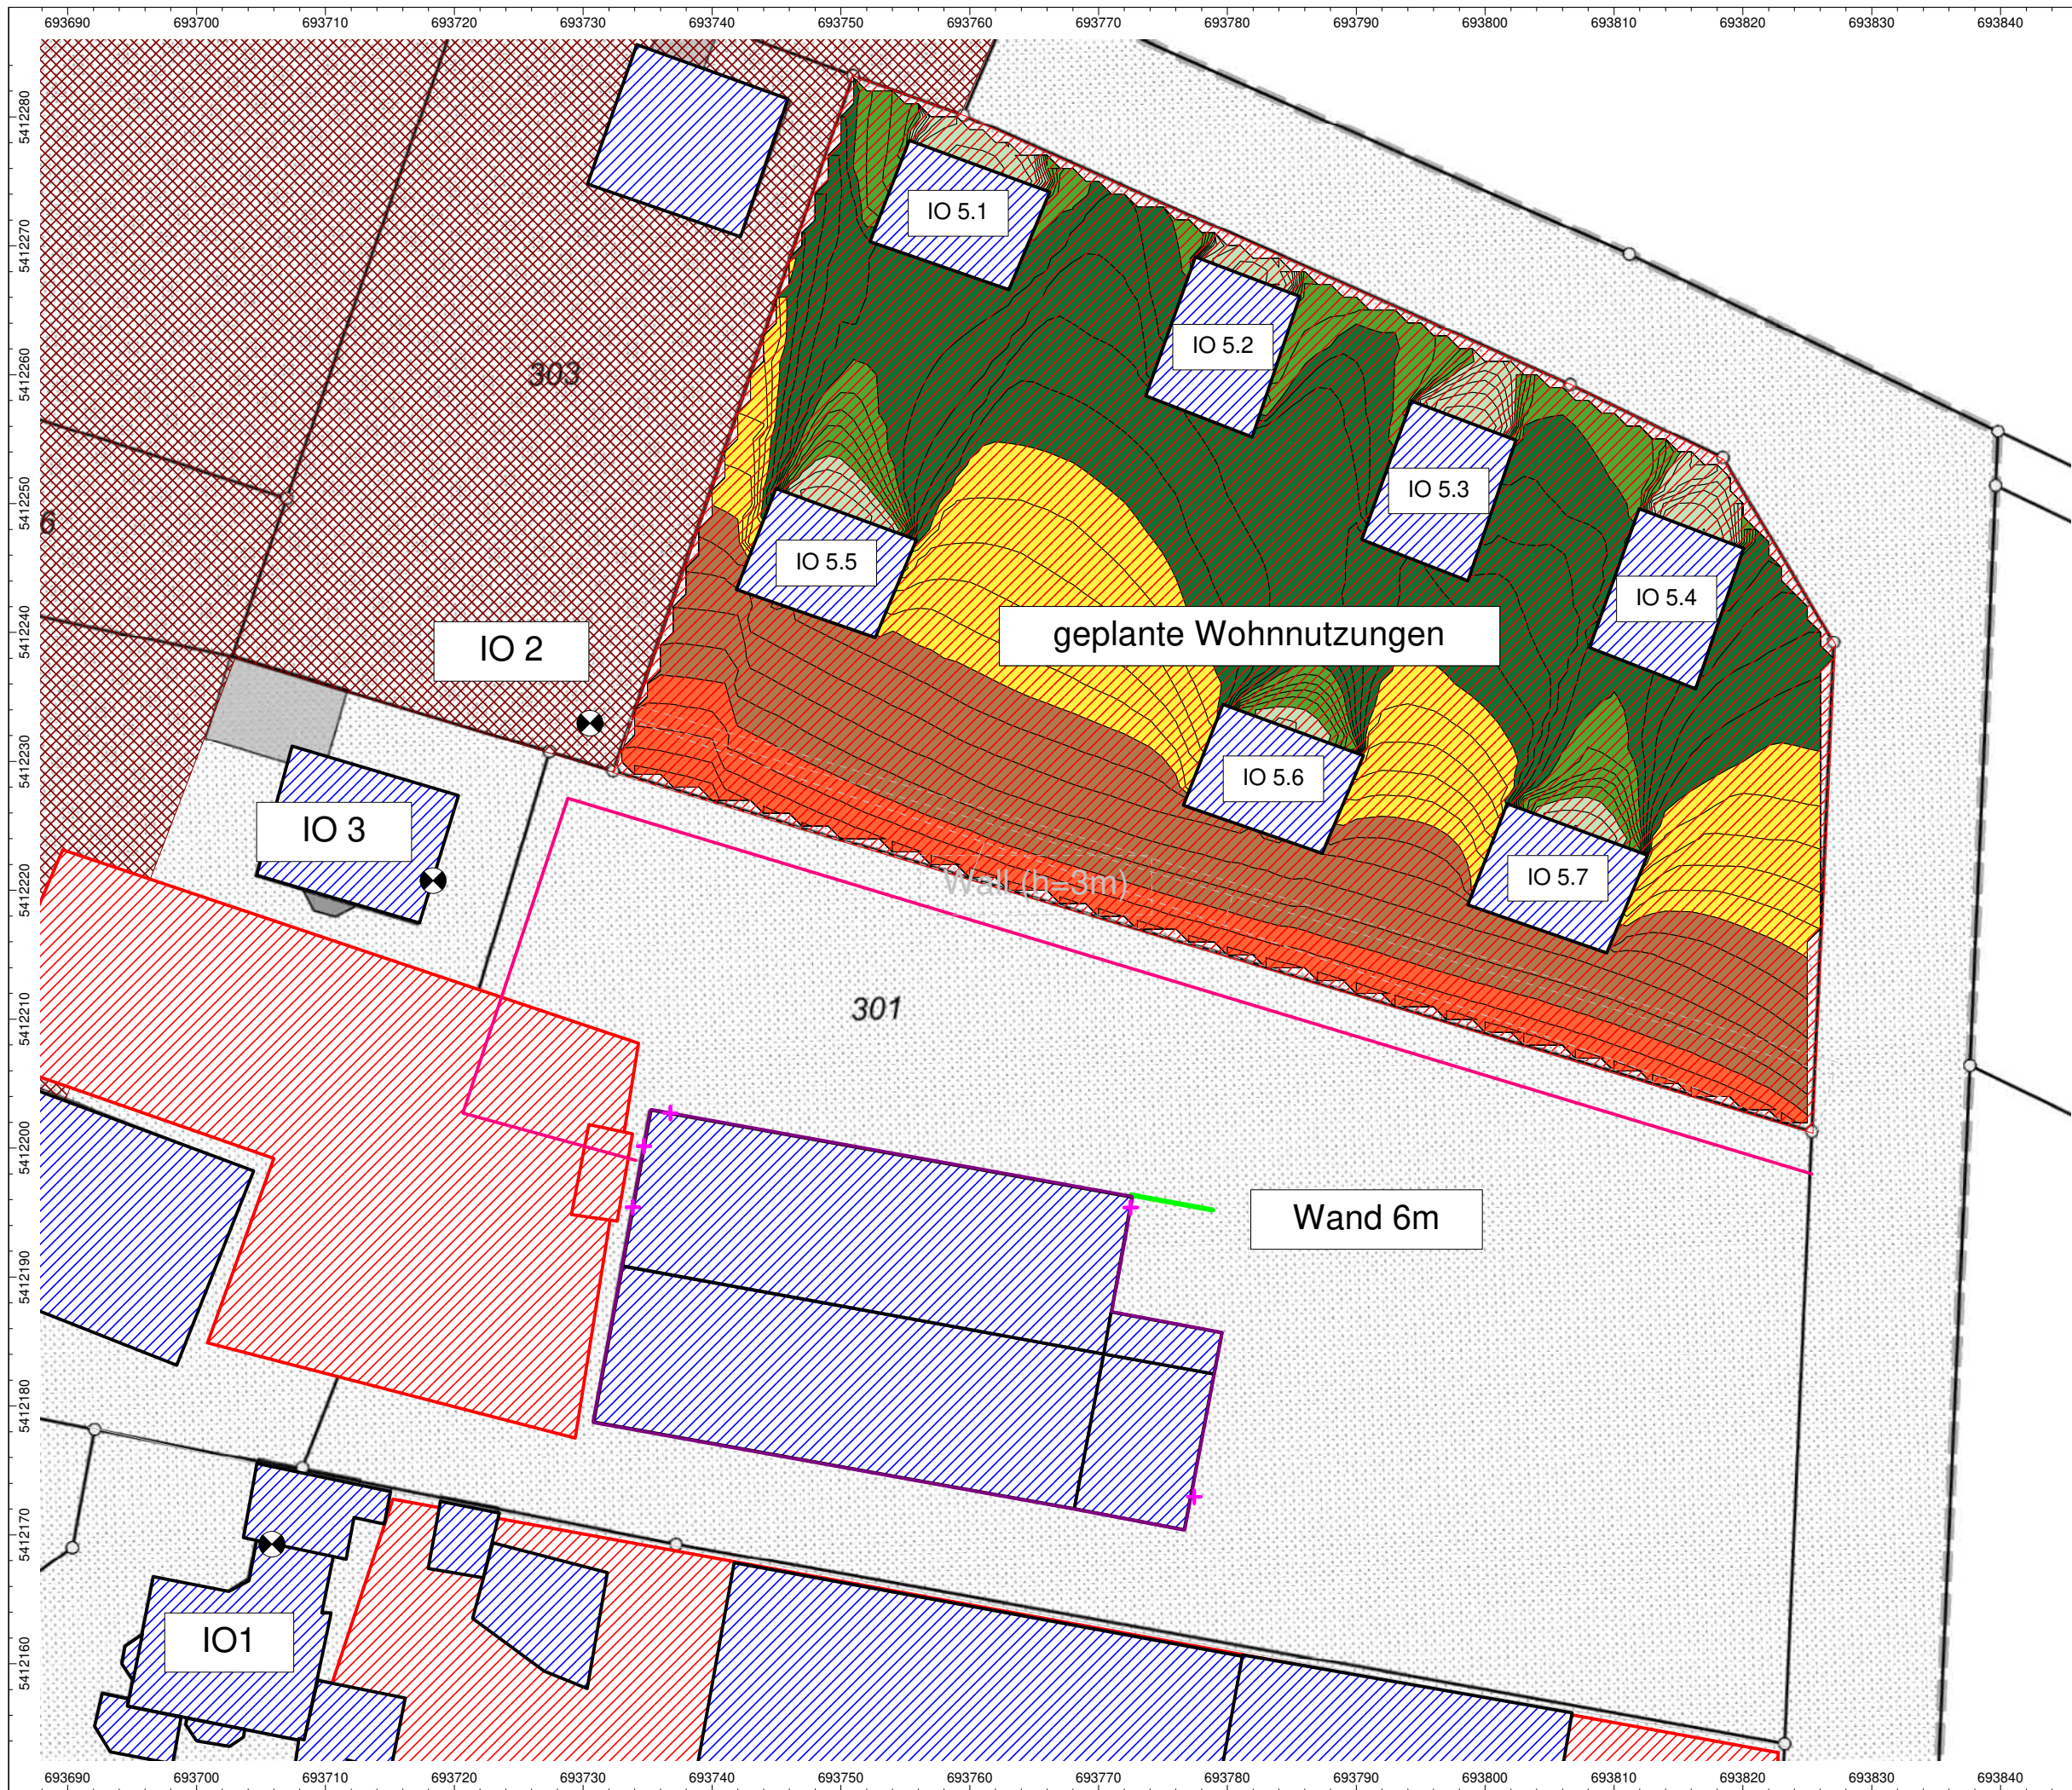 693690 693700 693710 693720 693730 693740 693750 693760 693770 693780 693790 693800 693810 693820 693830 693840
5412280
5412270
5412260
5412250
5412240
5412230
5412220
5412210
5412200
5412190
5412180
5412170
5412160
IO 5.1
IO 5.2
303
IO 5.3
6
IO 5.5
IO 5.4
geplante Wohnnutzungen
IO 2
IO 5.6
IO 3
IO 5.7
Wall (h=3m)
301
Wand 6m
IO1
693690 693700 693710 693720 693730 693740 693750 693760 693770 693780 693790 693800 693810 693820 693830 693840